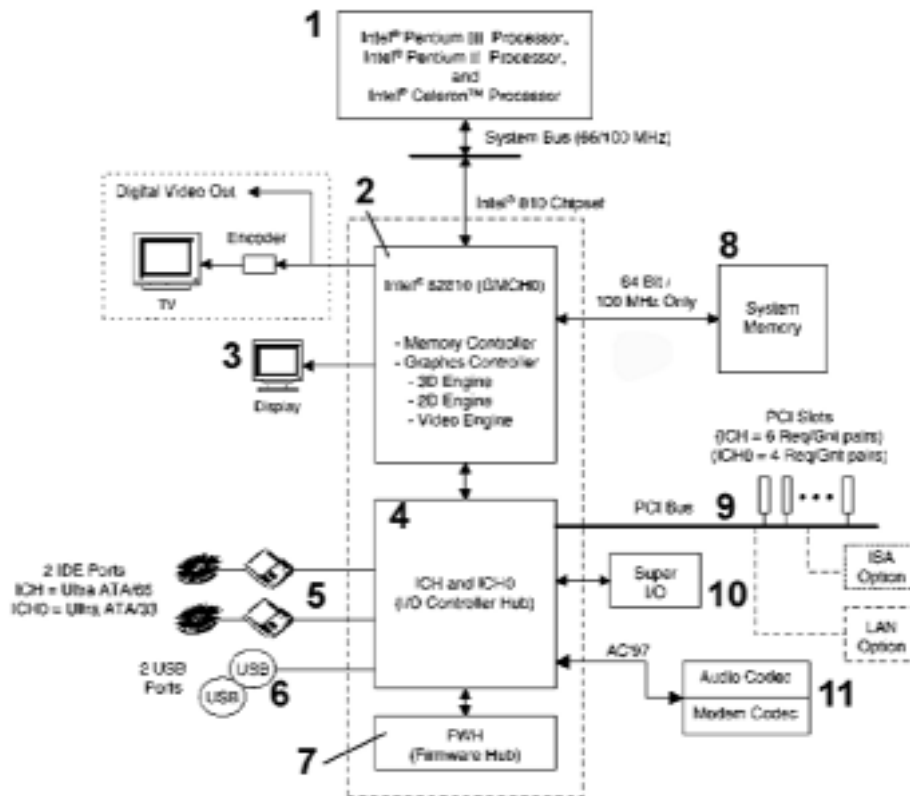 1
Intel® Pentium III Processor,
Intel® Pentium II Processor,
and
Intel® Celeron™ Processor
System Bus (66/100 MHz)
Digital Video Out
2
Intel® 810 Chipset
Encoder
TV
Intel® 82810 (GMCH0)
- Memory Controller
- Graphics Controller
- 3D Engine
- 2D Engine
- Video Engine
64 Bit /
100 MHz Only
8
System
Memory
3
Display
PCI Slots
(ICH = 6 Req/Gnt pairs)
(ICH0 = 4 Req/Gnt pairs)
4
PCI Bus
9
2 IDE Ports
ICH = Ultra ATA/66
ICH0 = Ultra ATA/33
5
ICH and ICH0
(I/O Controller Hub)
Super
I/O
10
ISA
Option
LAN
Option
2 USB
Ports
USB
USB
6
AC'97
Audio Codec
Modem Codec
11
7
FWH
(Firmware Hub)